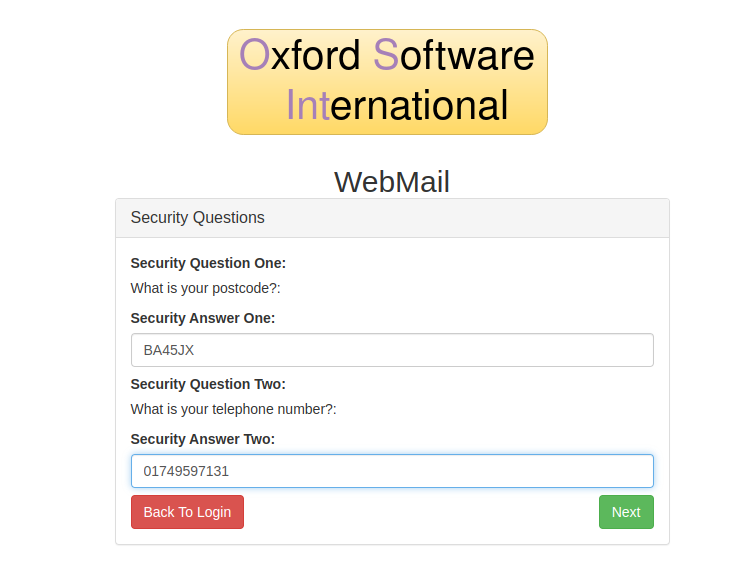 Oxford Software
International
WebMail
Security Questions
Security Question One:
What is your postcode?:
Security Answer One:
BA45JX
Security Question Two:
What is your telephone number?:
Security Answer Two:
01749597131
Back To Login
Next